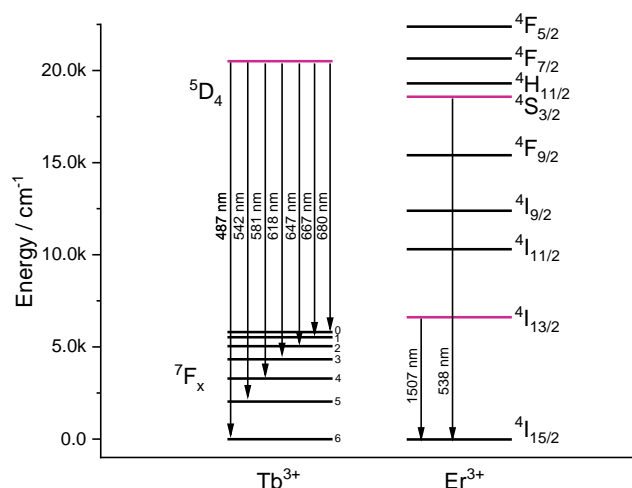 Energy / cm⁻¹
20.0k
15.0k
10.0k
5.0k
0.0
⁵D₄
⁷Fₓ
487 nm
542 nm
581 nm
618 nm
647 nm
667 nm
680 nm
0
1
2
3
4
5
6
Tb³⁺
1507 nm
538 nm
⁴F₅/₂
⁴F₇/₂
⁴H₁₁/₂
⁴S₃/₂
⁴F₉/₂
⁴I₉/₂
⁴I₁₁/₂
⁴I₁₃/₂
⁴I₁₅/₂
Er³⁺